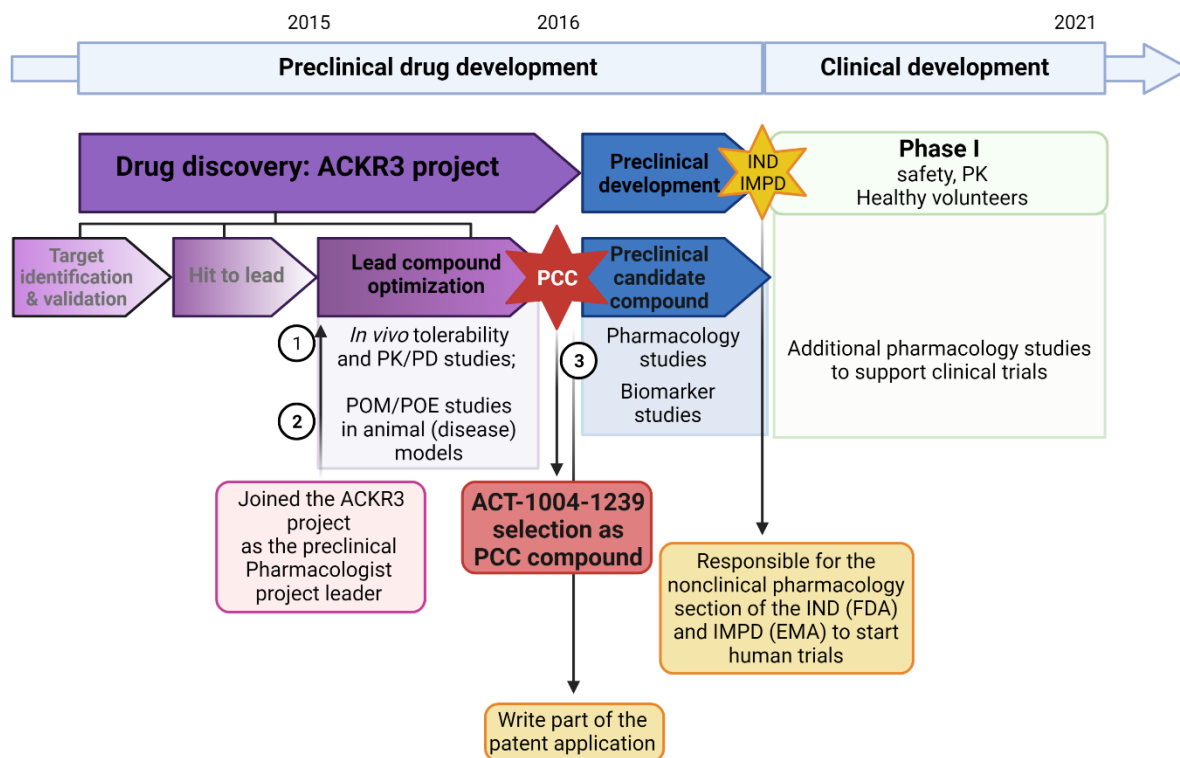 2015
2016
2021
Preclinical drug development
Clinical development
Drug discovery: ACKR3 project
Preclinical
development
IND
IMPD
Phase I
safety, PK
Healthy volunteers
Target
identification
& validation
Hit to lead
Lead compound
optimization
PCC
Preclinical
candidate
compound
1
In vivo tolerability
and PK/PD studies;
2
POM/POE studies
in animal (disease)
models
3
Pharmacology
studies
Biomarker
studies
Additional pharmacology studies
to support clinical trials
Joined the ACKR3
project
as the preclinical
Pharmacologist
project leader
ACT-1004-1239
selection as
PCC compound
Responsible for the
nonclinical pharmacology
section of the IND (FDA)
and IMPD (EMA) to start
human trials
Write part of the
patent application